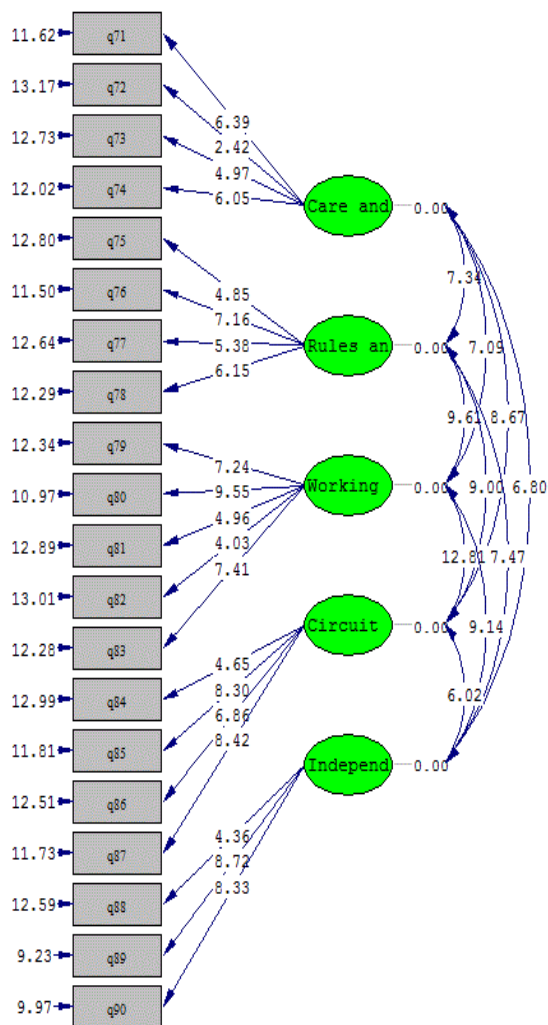 11.62 q71
13.17 q72
12.73 q73
12.02 q74
12.80 q75
11.50 q76
12.64 q77
12.29 q78
12.34 q79
10.97 q80
12.89 q81
13.01 q82
12.28 q83
12.99 q84
11.81 q85
12.51 q86
11.73 q87
12.59 q88
9.23 q89
9.97 q90
6.39
2.42
4.97
6.05
4.85
7.16
5.38
6.15
7.24
9.55
4.96
4.03
7.41
4.65
8.30
6.86
8.42
4.36
8.72
8.33
Care and 0.00
Rules an 0.00
Working 0.00
Circuit 0.00
Independ 0.00
7.34
7.09
9.61 8.67
9.00 6.80
12.81 7.47
9.14
6.02